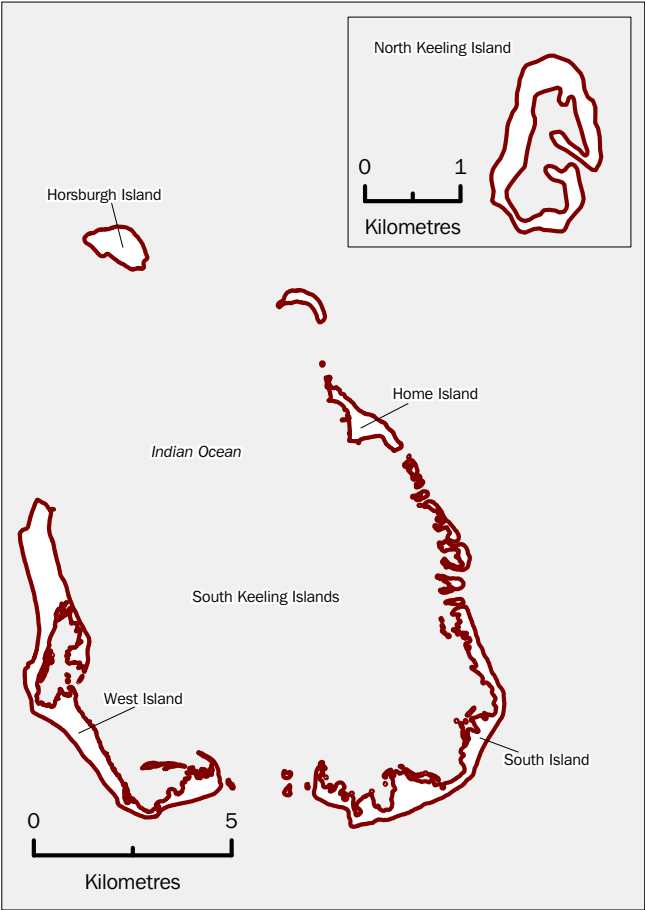 North Keeling Island
0 1
Kilometres
Horsburgh Island
Home Island
Indian Ocean
South Keeling Islands
West Island
South Island
0 5
Kilometres